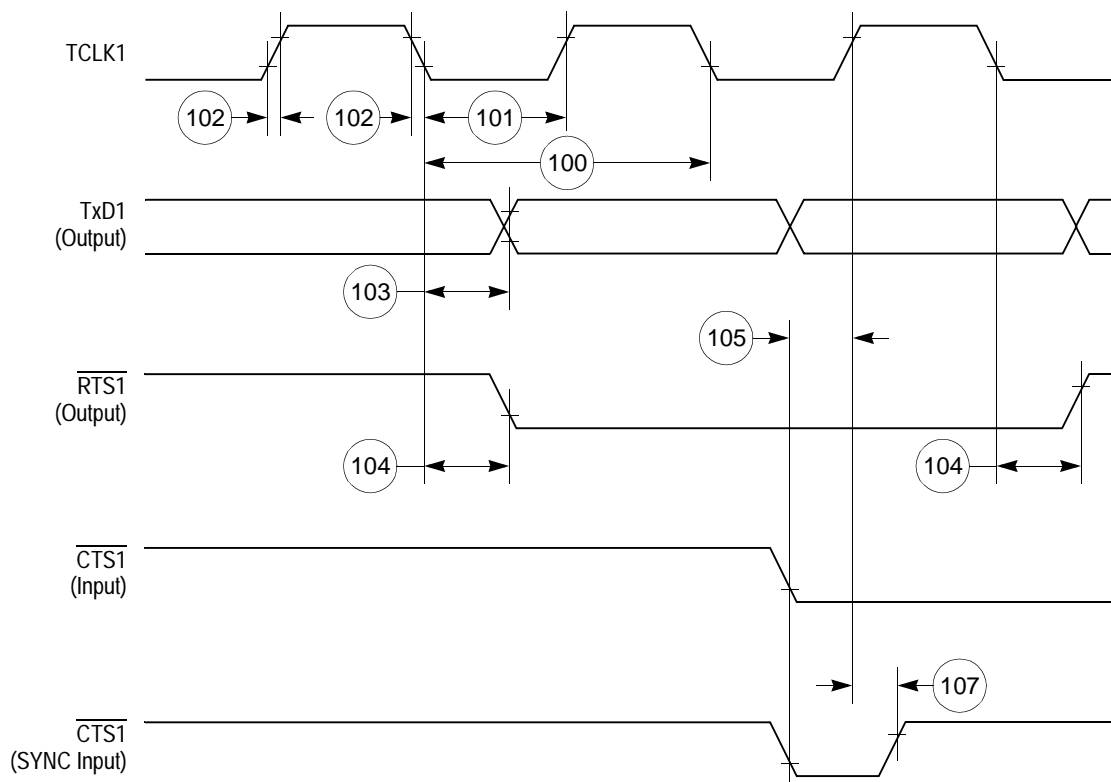 TCLK1
102
102
101
100
TxD1
(Output)
103
105
RTS1
(Output)
104
104
CTS1
(Input)
107
CTS1
(SYNC Input)